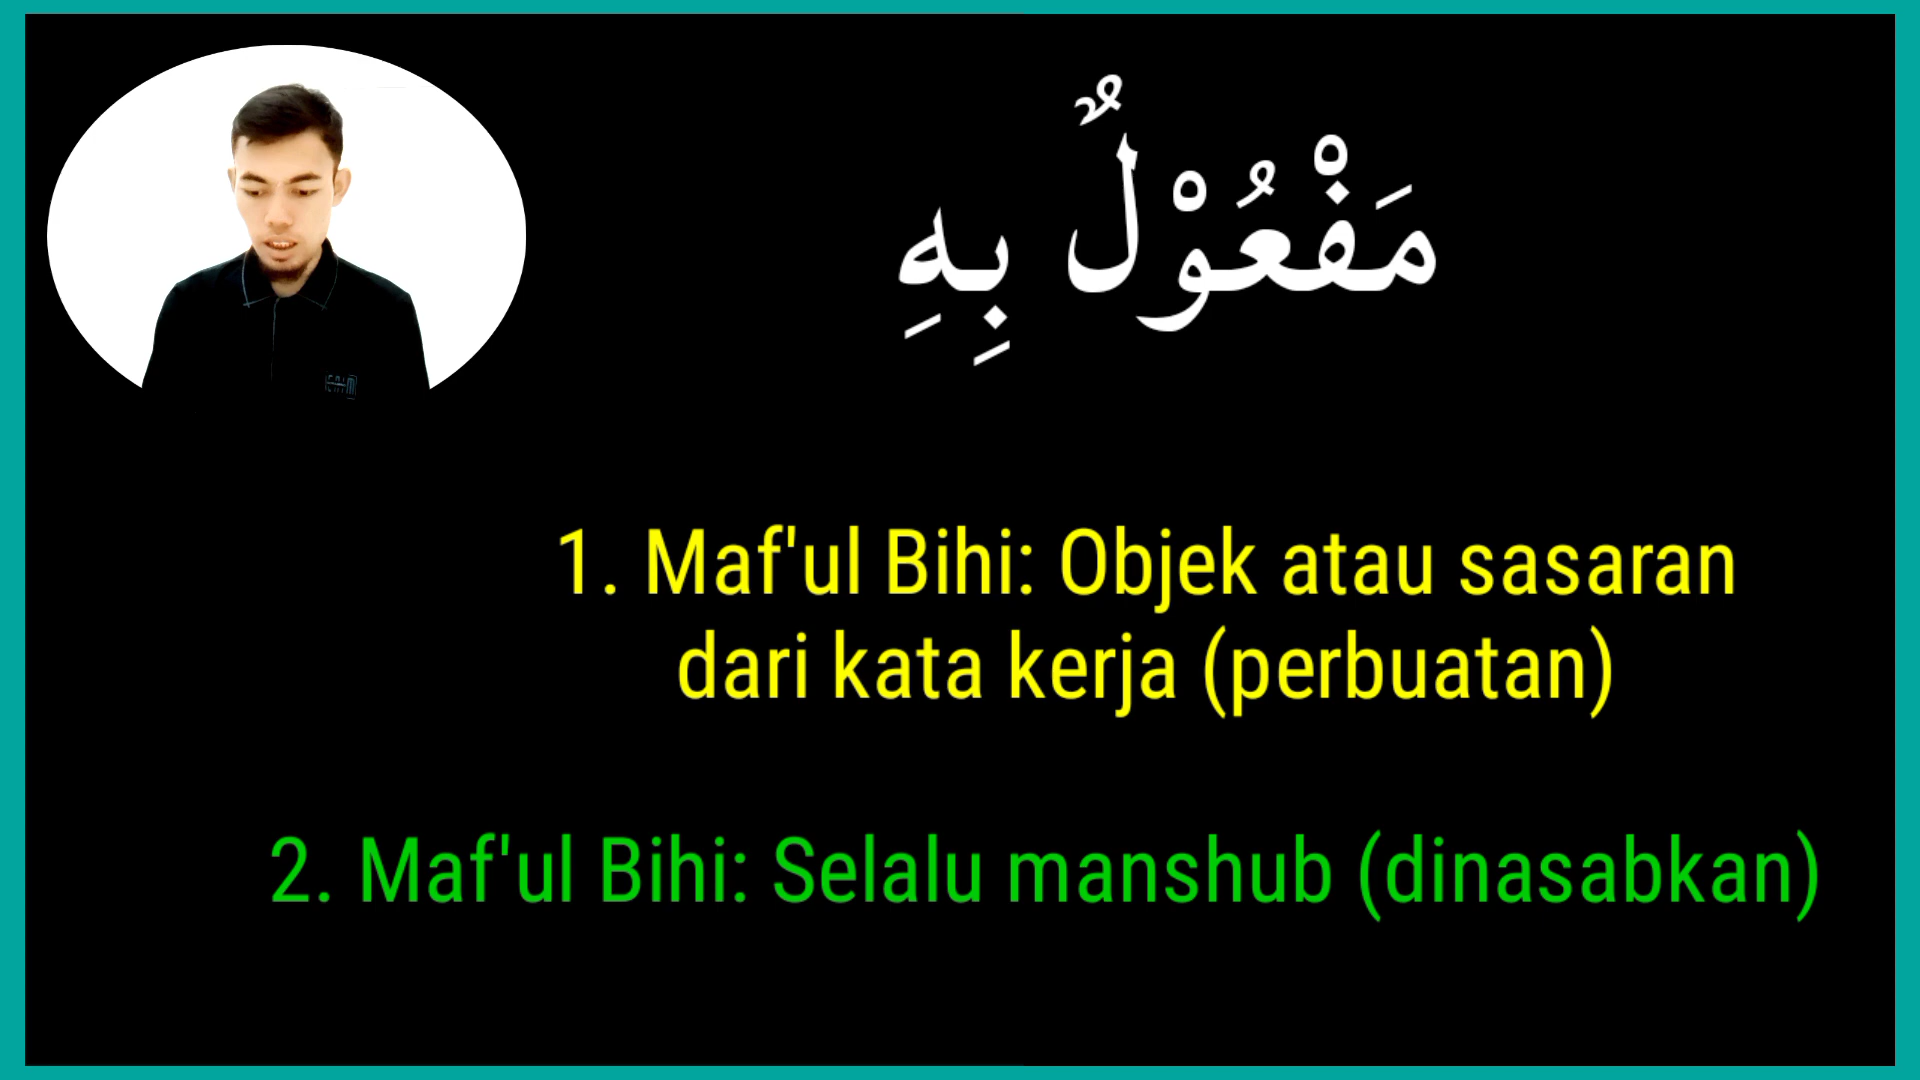 مَفْعُوْلٌ بِهِ
1. Maf'ul Bihi: Objek atau sasaran
dari kata kerja (perbuatan)
2. Maf'ul Bihi: Selalu manshub (dinasabkan)